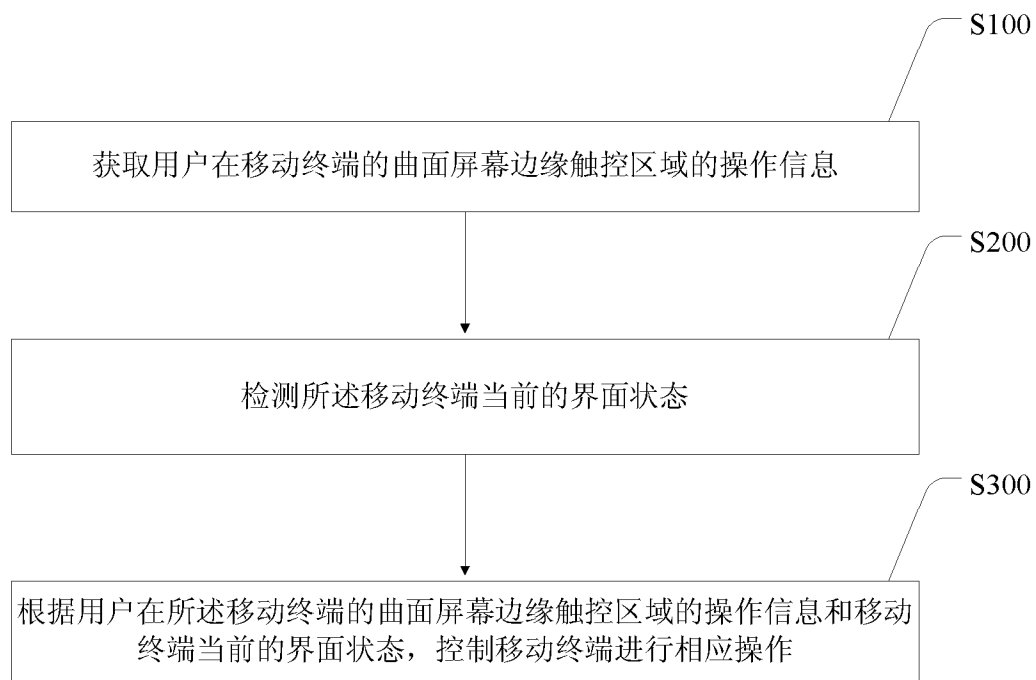 S100
获取用户在移动终端的曲面屏幕边缘触控区域的操作信息
S200
检测所述移动终端当前的界面状态
S300
根据用户在所述移动终端的曲面屏幕边缘触控区域的操作信息和移动
终端当前的界面状态，控制移动终端进行相应操作